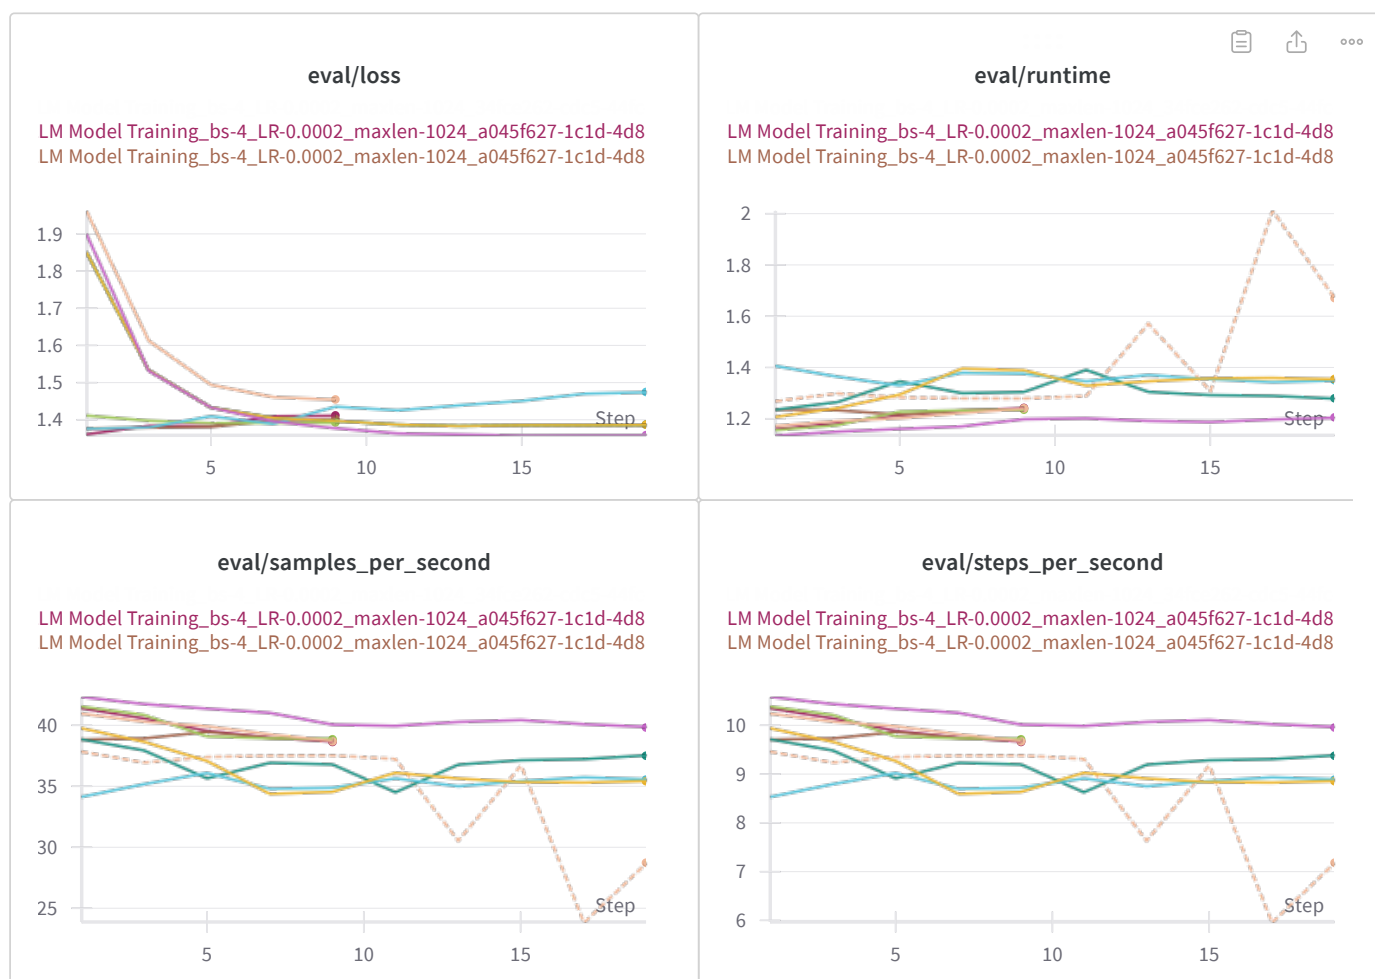 eval/loss
LM Model Training_bs-4_LR-0.0002_maxlen-1024_a045f627-1c1d-4d8
LM Model Training_bs-4_LR-0.0002_maxlen-1024_a045f627-1c1d-4d8
1.9
1.8
1.7
1.6
1.5
1.4
Step
5 10 15
eval/runtime
LM Model Training_bs-4_LR-0.0002_maxlen-1024_a045f627-1c1d-4d8
LM Model Training_bs-4_LR-0.0002_maxlen-1024_a045f627-1c1d-4d8
2
1.8
1.6
1.4
1.2
Step
5 10 15
eval/samples_per_second
LM Model Training_bs-4_LR-0.0002_maxlen-1024_a045f627-1c1d-4d8
LM Model Training_bs-4_LR-0.0002_maxlen-1024_a045f627-1c1d-4d8
40
35
30
25
Step
5 10 15
eval/steps_per_second
LM Model Training_bs-4_LR-0.0002_maxlen-1024_a045f627-1c1d-4d8
LM Model Training_bs-4_LR-0.0002_maxlen-1024_a045f627-1c1d-4d8
10
9
8
7
6
Step
5 10 15